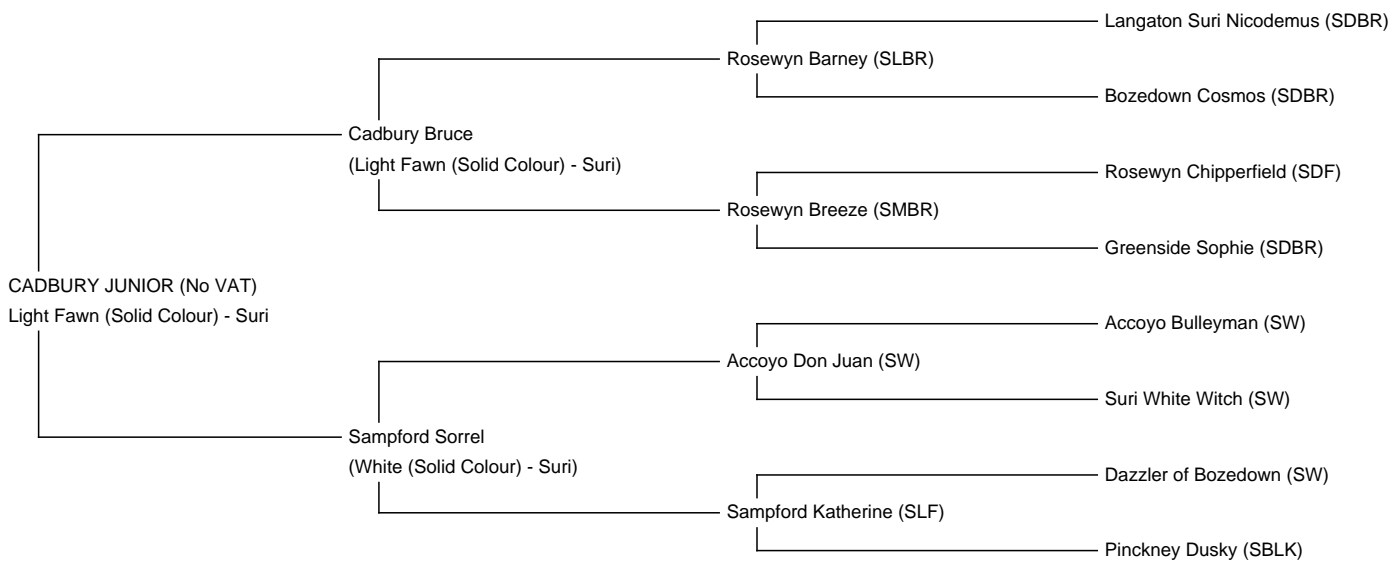 Langaton Suri Nicodemus (SDBR)
Rosewyn Barney (SLBR)
Bozedown Cosmos (SDBR)
Cadbury Bruce
(Light Fawn (Solid Colour) - Suri)
Rosewyn Chipperfield (SDF)
Rosewyn Breeze (SMBR)
Greenside Sophie (SDBR)
CADBURY JUNIOR (No VAT)
Light Fawn (Solid Colour) - Suri
Accoyo Bulleyman (SW)
Accoyo Don Juan (SW)
Suri White Witch (SW)
Sampford Sorrel
(White (Solid Colour) - Suri)
Dazzler of Bozedown (SW)
Sampford Katherine (SLF)
Pinckney Dusky (SBLK)